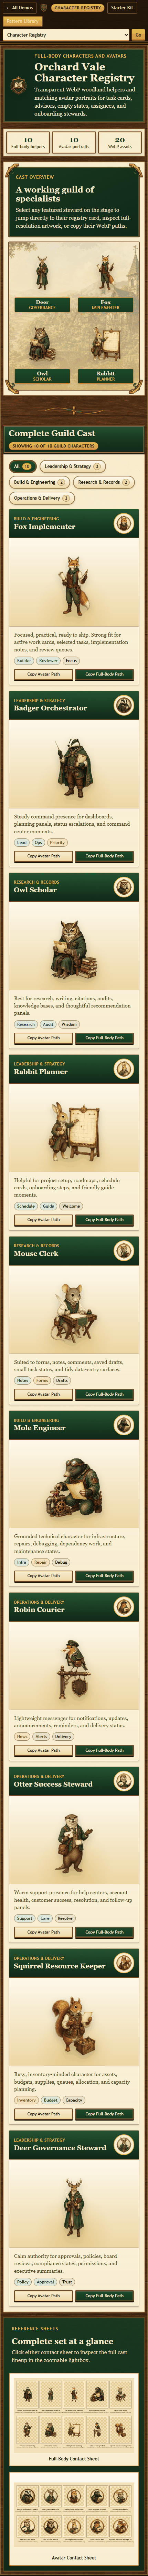 ← All Demos
CHARACTER REGISTRY
Starter Kit
Platform Library
Character Registry
Go
FULL-BODY CHARACTERS AND AVATARS
Orchard Vale
Character Registry
Transparent WebP woodland helpers and
matching avatar portraits for task cards,
advisors, empty states, assignees, and
onboarding stewards.
10
Full-body helpers
10
Avatar portraits
20
WebP assets
CAST OVERVIEW
A working guild of
specialists
Select any featured steward on the stage to
jump directly to their registry card, inspect full-
resolution artwork, or copy their WebP paths.
Deer
GOVERNANCE
Fox
IMPLEMENTER
Owl
SCHOLAR
Rabbit
PLANNER
Complete Guild Cast
SHOWING 10 OF 10 GUILD CHARACTERS
All 10
Leadership & Strategy 3
Build & Engineering 2
Research & Records 2
Operations & Delivery 3
BUILD & ENGINEERING
Fox Implementer
Focused, practical, ready to ship. Strong fit for
active work cards, selected tasks, implementation
notes, and review queues.
Builder
Reviewer
Focus
Copy Avatar Path
Copy Full-Body Path
LEADERSHIP & STRATEGY
Badger Orchestrator
Steady command presence for dashboards,
planning panels, status escalations, and command-
center moments.
Lead
Ops
Priority
Copy Avatar Path
Copy Full-Body Path
RESEARCH & RECORDS
Owl Scholar
Best for research, writing, citations, audits,
knowledge bases, and thoughtful recommendation
panels.
Research
Audit
Wisdom
Copy Avatar Path
Copy Full-Body Path
LEADERSHIP & STRATEGY
Rabbit Planner
Helpful for project setup, roadmaps, schedule
cards, onboarding steps, and friendly guide
moments.
Schedule
Guide
Welcome
Copy Avatar Path
Copy Full-Body Path
RESEARCH & RECORDS
Mouse Clerk
Suited to forms, notes, comments, saved drafts,
small task states, and tidy data-entry surfaces.
Notes
Forms
Drafts
Copy Avatar Path
Copy Full-Body Path
BUILD & ENGINEERING
Mole Engineer
Grounded technical character for infrastructure,
repairs, debugging, dependency work, and
maintenance states.
Infra
Repair
Debug
Copy Avatar Path
Copy Full-Body Path
OPERATIONS & DELIVERY
Robin Courier
Lightweight messenger for notifications, updates,
announcements, reminders, and delivery status.
News
Alerts
Delivery
Copy Avatar Path
Copy Full-Body Path
OPERATIONS & DELIVERY
Otter Success Steward
Warm support presence for help centers, account
health, customer success, resolution, and follow-up
panels.
Support
Care
Resolve
Copy Avatar Path
Copy Full-Body Path
OPERATIONS & DELIVERY
Squirrel Resource Keeper
Busy, inventory-minded character for assets,
budgets, supplies, queues, allocation, and capacity
planning.
Inventory
Budget
Capacity
Copy Avatar Path
Copy Full-Body Path
LEADERSHIP & STRATEGY
Deer Governance Steward
Calm authority for approvals, policies, board
reviews, compliance states, permissions, and
executive summaries.
Policy
Approval
Trust
Copy Avatar Path
Copy Full-Body Path
REFERENCE SHEETS
Complete set at a glance
Click either contact sheet to inspect the full cast
lineup in the zoomable lightbox.
Full-Body Contact Sheet
Avatar Contact Sheet